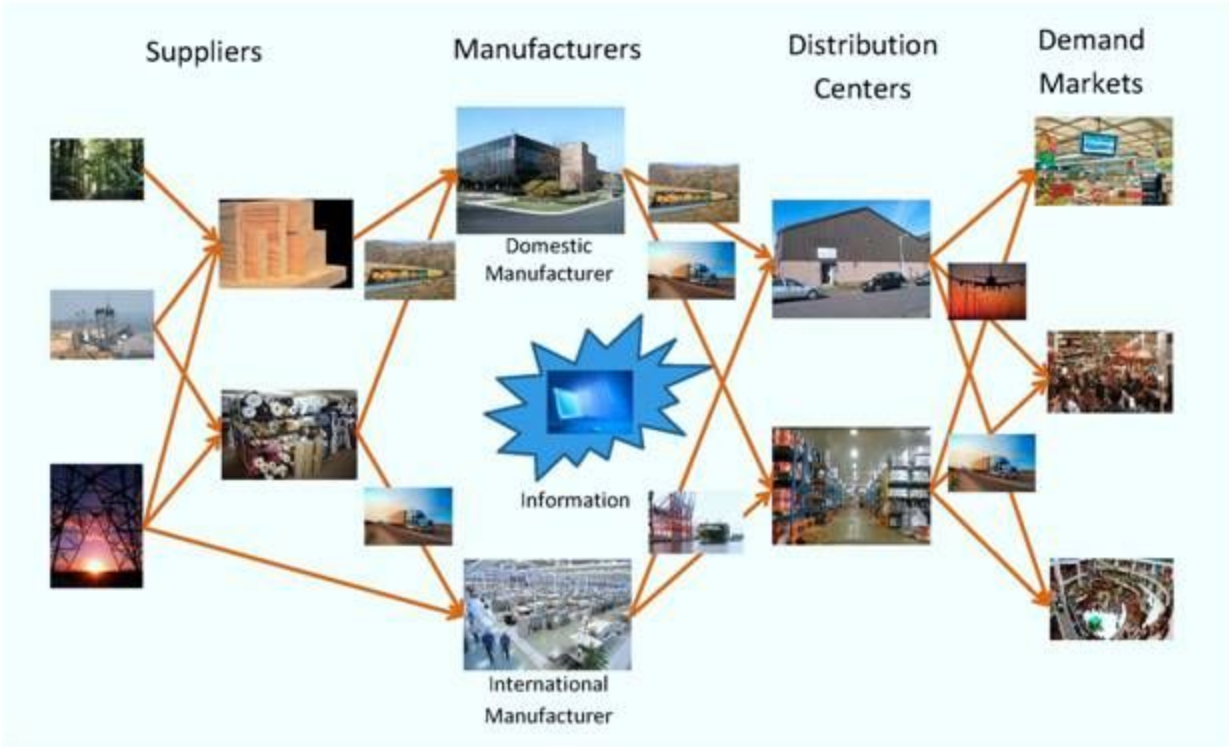 Suppliers
Manufacturers
Distribution
Centers
Demand
Markets
Domestic
Manufacturer
Information
International
Manufacturer